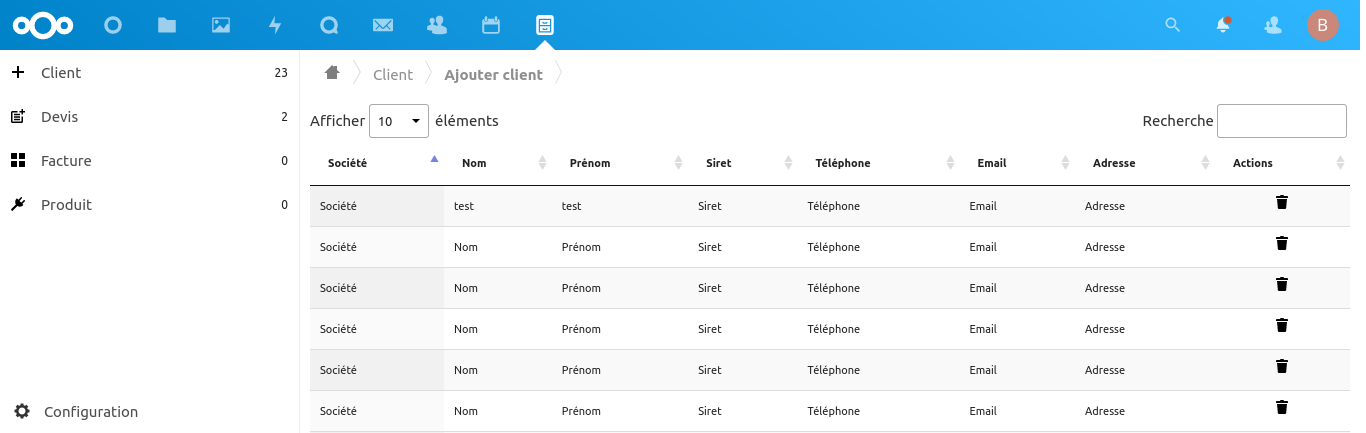 B
Client 23
Devis 2
Facture 0
Produit 0
Configuration
Client Ajouter client
Afficher 10 éléments Recherche
Société Nom Prénom Siret Téléphone Email Adresse Actions
Société test test Siret Téléphone Email Adresse
Société Nom Prénom Siret Téléphone Email Adresse
Société Nom Prénom Siret Téléphone Email Adresse
Société Nom Prénom Siret Téléphone Email Adresse
Société Nom Prénom Siret Téléphone Email Adresse
Société Nom Prénom Siret Téléphone Email Adresse